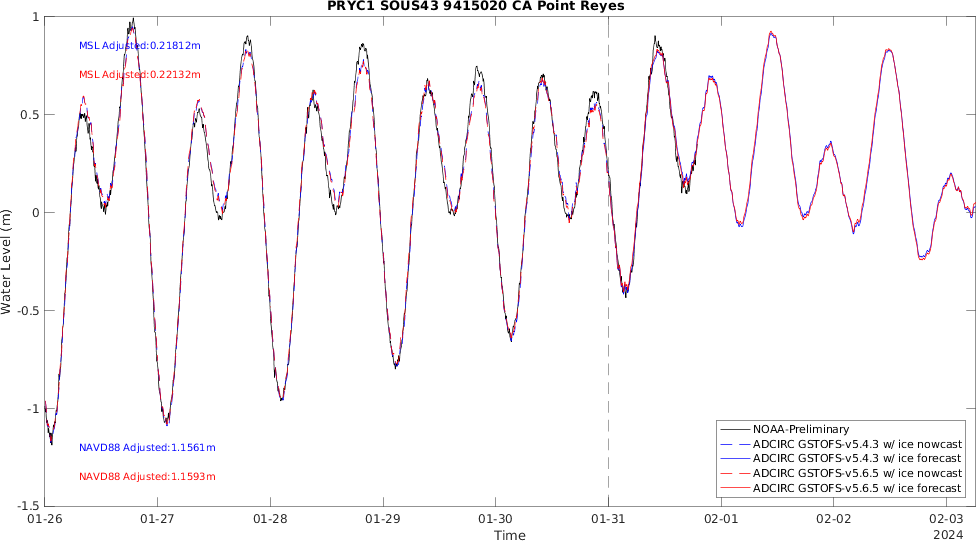 PRYC1 SOUS43 9415020 CA Point Reyes
MSL Adjusted:0.21812m
MSL Adjusted:0.22132m
NAVD88 Adjusted:1.1561m
NAVD88 Adjusted:1.1593m
Water Level (m)
1
0.5
0
-0.5
-1
-1.5
NOAA-Preliminary
ADCIRC GSTOFS-v5.4.3 w/ ice nowcast
ADCIRC GSTOFS-v5.4.3 w/ ice forecast
ADCIRC GSTOFS-v5.6.5 w/ ice nowcast
ADCIRC GSTOFS-v5.6.5 w/ ice forecast
01-26 01-27 01-28 01-29 01-30 01-31 02-01 02-02 02-03
2024
Time